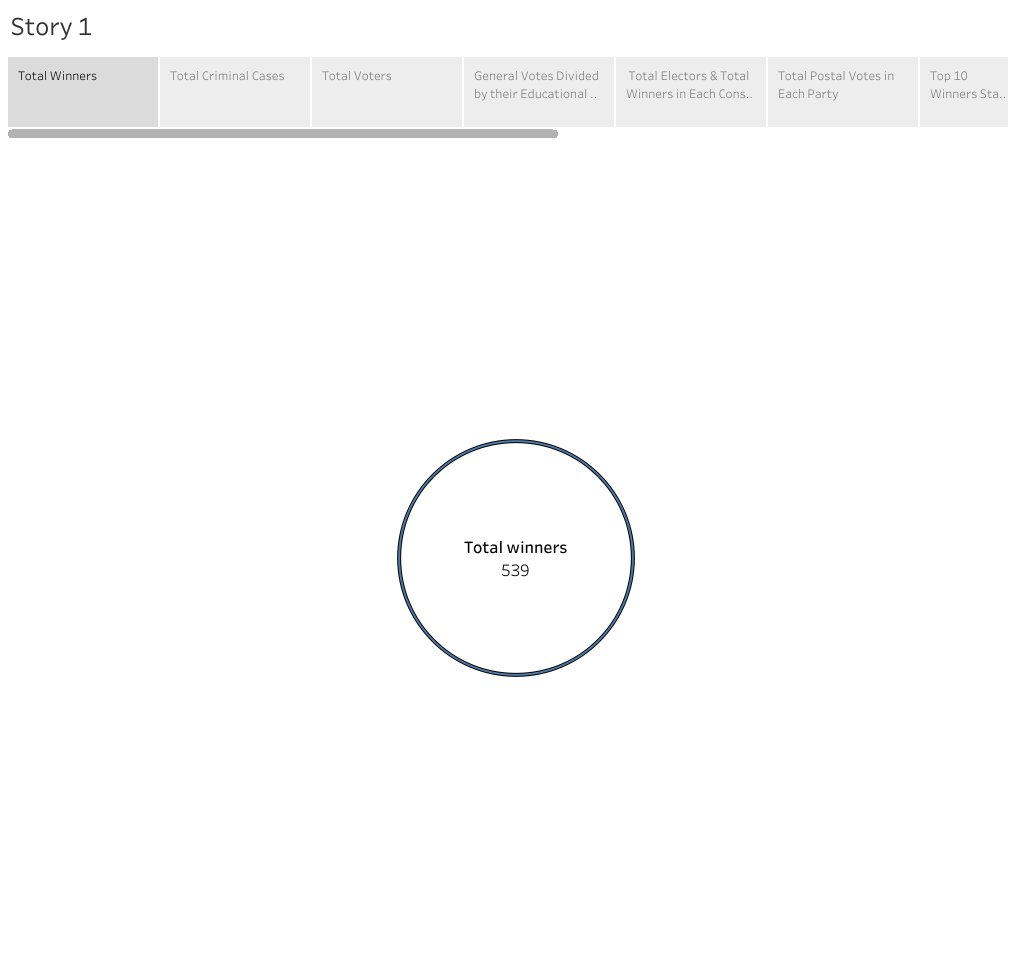 Story 1
Total Winners
Total Criminal Cases
Total Voters
General Votes Divided
by their Educational ..
Total Electors & Total
Winners in Each Cons..
Total Postal Votes in
Each Party
Top 10
Winners Sta..
Total winners
539